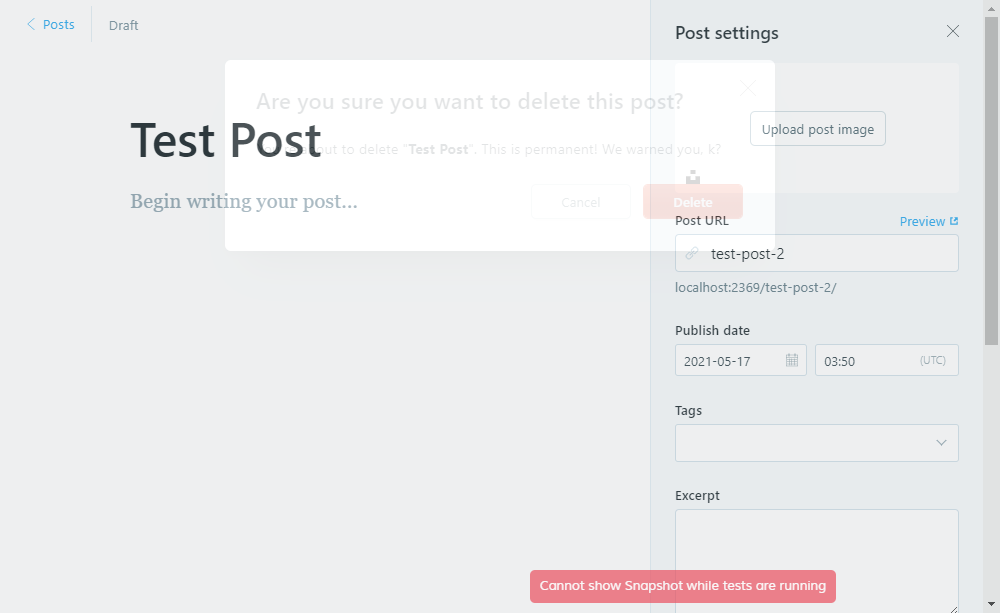 Posts
Draft
Post settings
Are you sure you want to delete this post?
Test Post
Upload post image
to delete "Test Post". This is permanent! We warned you, k?
Begin writing your post...
Cancel
Delete
Post URL
Preview
test-post-2
localhost:2369/test-post-2/
Publish date
2021-05-17
03:50
(UTC)
Tags
Excerpt
Cannot show Snapshot while tests are running